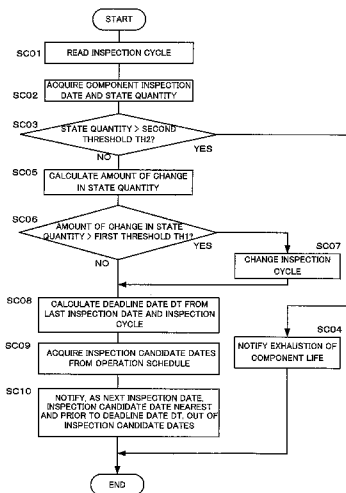 START
SC01
READ INSPECTION CYCLE
SC02
ACQUIRE COMPONENT INSPECTION
DATE AND STATE QUANTITY
SC03
STATE QUANTITY > SECOND
THRESHOLD TH2?
YES
NO
SC05
CALCULATE AMOUNT OF CHANGE
IN STATE QUANTITY
SC06
AMOUNT OF CHANGE IN STATE
QUANTITY > FIRST THRESHOLD TH1?
YES
NO
SC07
CHANGE INSPECTION
CYCLE
SC08
CALCULATE DEADLINE DATE DT FROM
LAST INSPECTION DATE AND INSPECTION
CYCLE
SC04
NOTIFY EXHAUSTION OF
COMPONENT LIFE
SC09
ACQUIRE INSPECTION CANDIDATE DATES
FROM OPERATION SCHEDULE
SC10
NOTIFY, AS NEXT INSPECTION DATE,
INSPECTION CANDIDATE DATE NEAREST
AND PRIOR TO DEADLINE DATE DT, OUT OF
INSPECTION CANDIDATE DATES
END